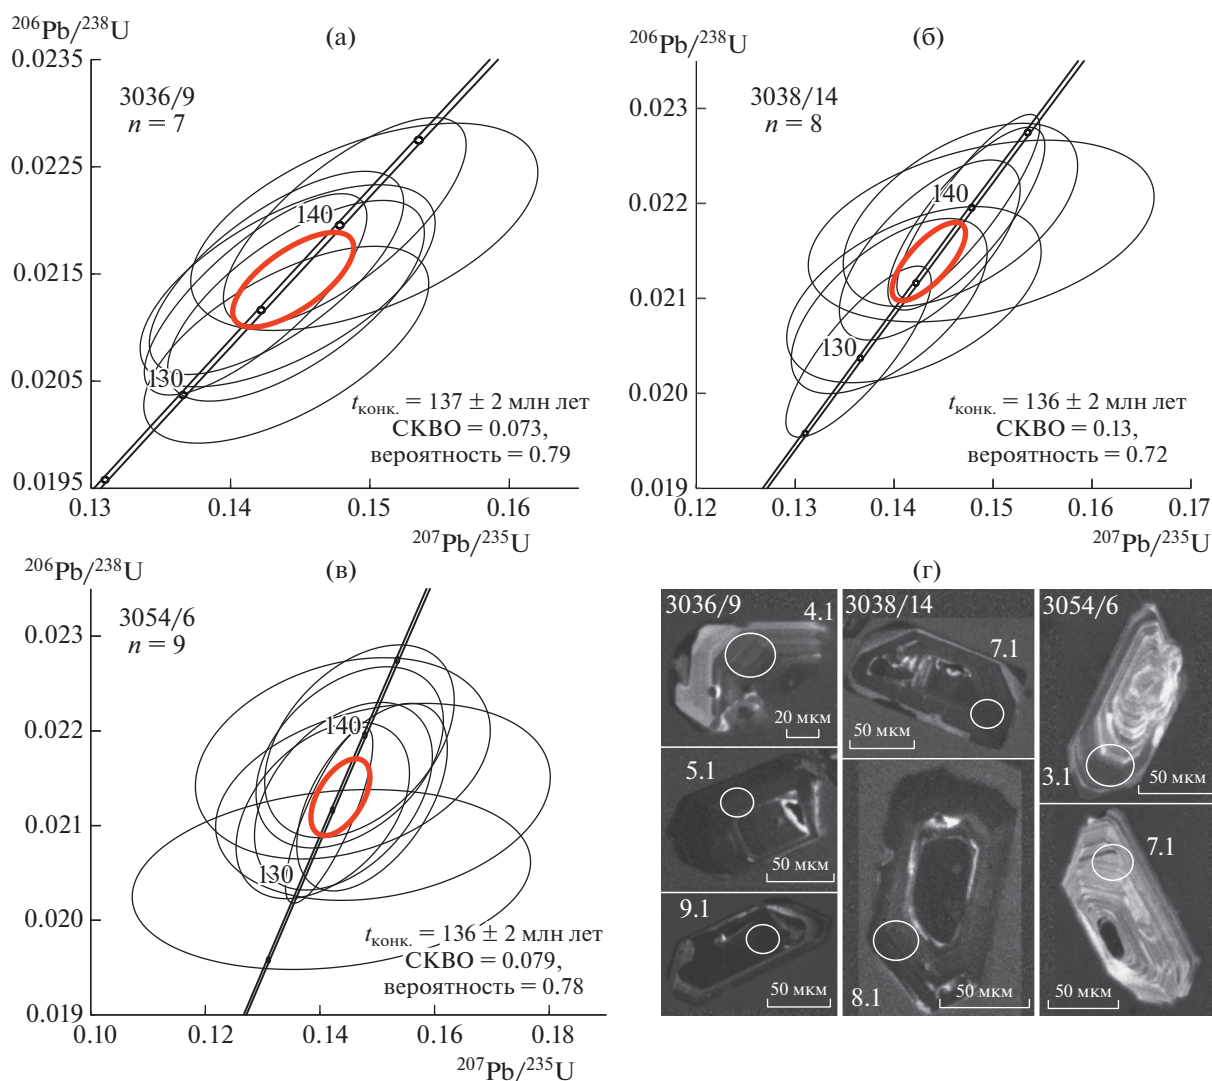 (а)
²⁰⁶Pb/²³⁸U
0.0235
3036/9
n = 7
0.0225
140
0.0215
130
0.0205
tконк. = 137 ± 2 млн лет
СКВО = 0.073,
вероятность = 0.79
0.0195
0.13 0.14 0.15 0.16
²⁰⁷Pb/²³⁵U
(б)
²⁰⁶Pb/²³⁸U
0.023
3038/14
n = 8
140
0.022
0.021
130
0.020
tконк. = 136 ± 2 млн лет
СКВО = 0.13,
вероятность = 0.72
0.019
0.12 0.13 0.14 0.15 0.16 0.17
²⁰⁷Pb/²³⁵U
(в)
²⁰⁶Pb/²³⁸U
3054/6
n = 9
0.023
140
0.022
0.021
130
0.020
tконк. = 136 ± 2 млн лет
СКВО = 0.079,
вероятность = 0.78
0.019
0.10 0.12 0.14 0.16 0.18
²⁰⁷Pb/²³⁵U
(г)
3036/9
4.1
20 мкм
5.1
50 мкм
9.1
50 мкм
3038/14
7.1
50 мкм
8.1
50 мкм
3054/6
3.1
50 мкм
7.1
50 мкм